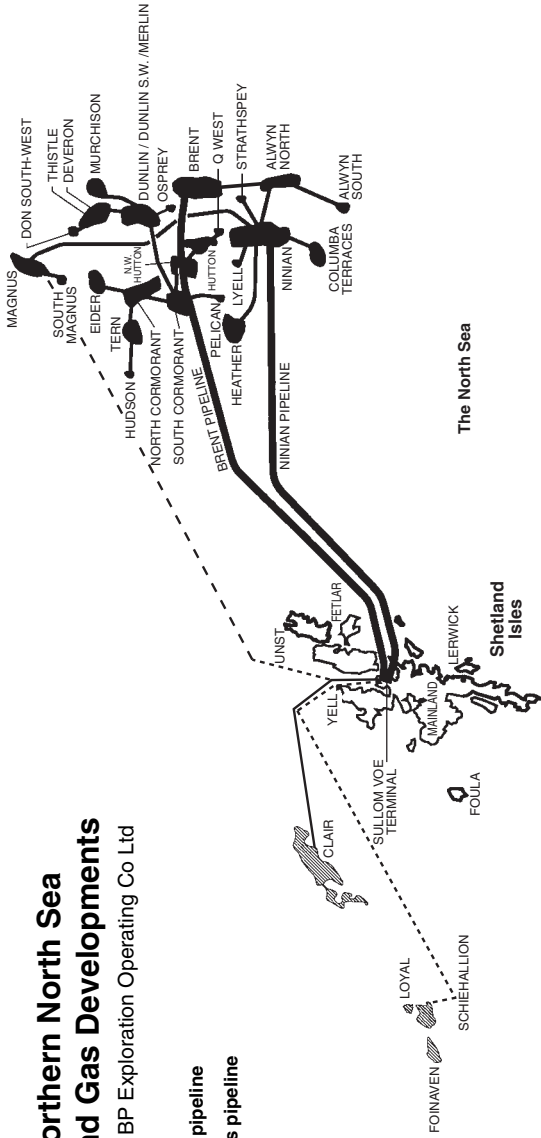 orthern North Sea
nd Gas Developments
BP Exploration Operating Co Ltd
pipeline
s pipeline
MAGNUS
DON SOUTH-WEST
THISTLE
DEVERON
MURCHISON
SOUTH
MAGNUS
EIDER
TERN
HUDSON
N.W.
HUTTON
DUNLIN / DUNLIN S.W. /MERLIN
OSPREY
BRENT
Q WEST
STRATHSPEY
ALWYN
NORTH
ALWYN
SOUTH
NORTH CORMORANT
SOUTH CORMORANT
HUTTON
PELICAN
LYELL
HEATHER
NINIAN
COLUMBA
TERRACES
BRENT PIPELINE
NINIAN PIPELINE
The North Sea
UNST
FETLAR
YELL
MAINLAND
LERWICK
Shetland
Isles
SULLOM VOE
TERMINAL
FOULA
CLAIR
LOYAL
SCHIEHALLION
FOINAVEN